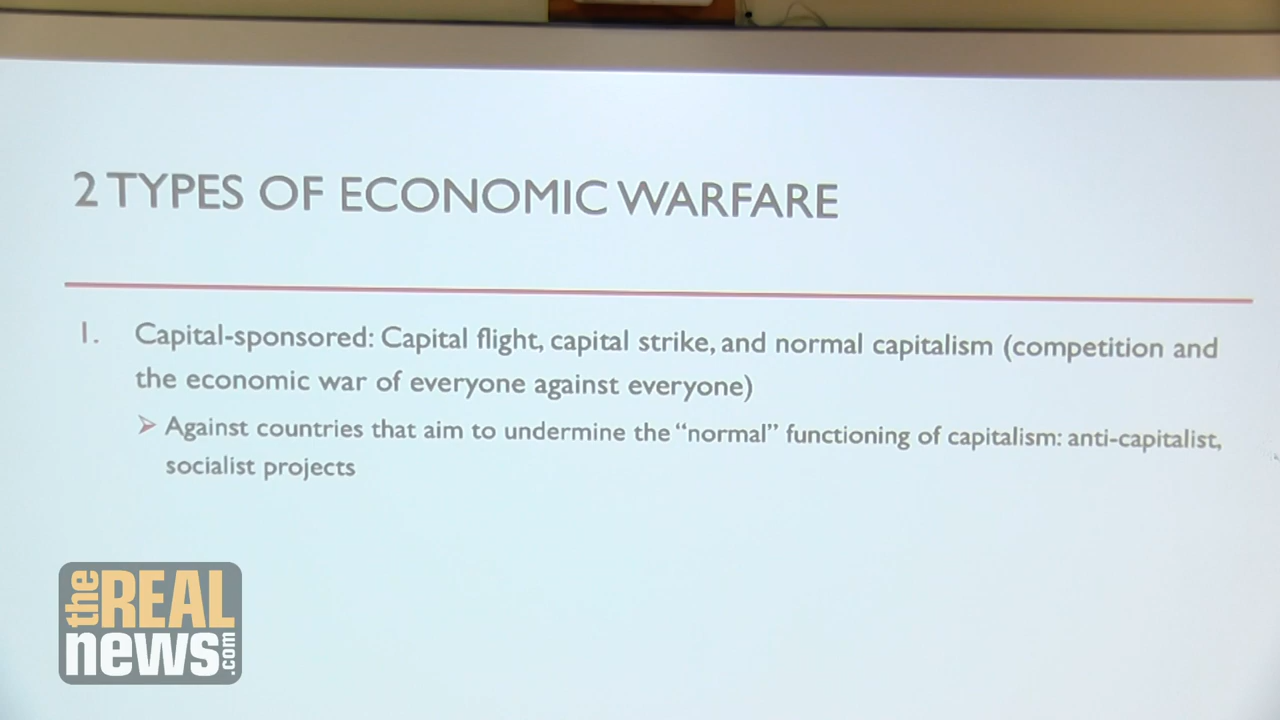 2 TYPES OF ECONOMIC WARFARE
1. Capital-sponsored: Capital flight, capital strike, and normal capitalism (competition and
the economic war of everyone against everyone)
➢ Against countries that aim to undermine the “normal” functioning of capitalism: anti-capitalist,
socialist projects
the REAL
news.com